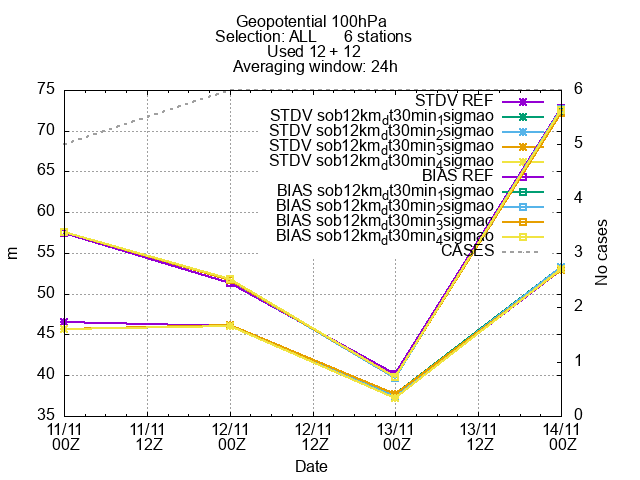 Geopotential 100hPa
Selection: ALL 6 stations
Used 12 + 12
Averaging window: 24h
75
70
65
60
55
50
45
40
35
6
5
4
3
2
1
0
m
No cases
STDV REF
STDV sob12km_dt30min_1sigmao
STDV sob12km_dt30min_2sigmao
STDV sob12km_dt30min_3sigmao
STDV sob12km_dt30min_4sigmao
BIAS REF
BIAS sob12km_dt30min_1sigmao
BIAS sob12km_dt30min_2sigmao
BIAS sob12km_dt30min_3sigmao
BIAS sob12km_dt30min_4sigmao
CASES
11/11 11/11 12/11 12/11 13/11 13/11 14/11
00Z 12Z 00Z 12Z 00Z 12Z 00Z
Date